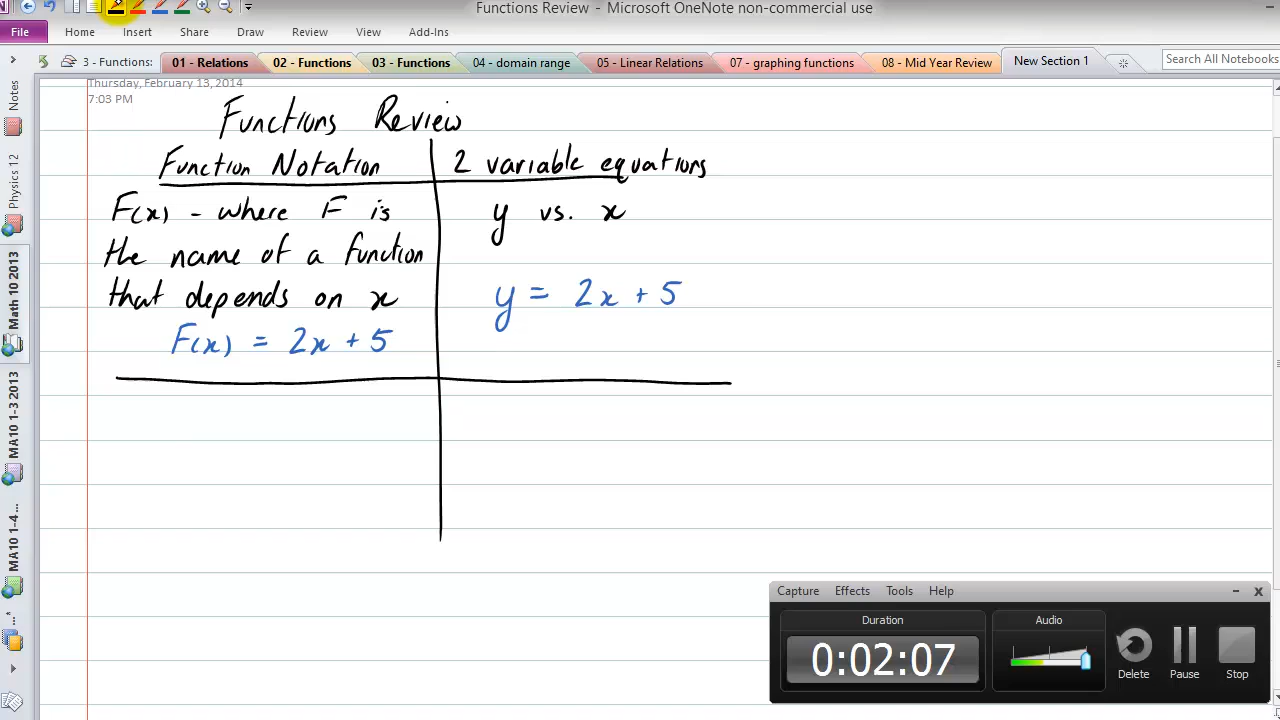 Functions Review - Microsoft OneNote non-commercial use
File Home Insert Share Draw Review View Add-Ins
3 - Functions: 01 - Relations 02 - Functions 03 - Functions 04 - domain range 05 - Linear Relations 07 - graphing functions 08 - Mid Year Review New Section 1 Search All Notebooks
Thursday, February 13, 2014
7:03 PM
Notes
Physics 12
Math 10 2013
MA10 1-3 2013
MA10 1-4...
...
Functions Review
Function Notation
F(x) - where F is
the name of a function
that depends on x
F(x) = 2x + 5
2 variable equations
y vs. x
y = 2x + 5
Capture Effects Tools Help
Duration
0:02:07
Audio
Delete Pause Stop